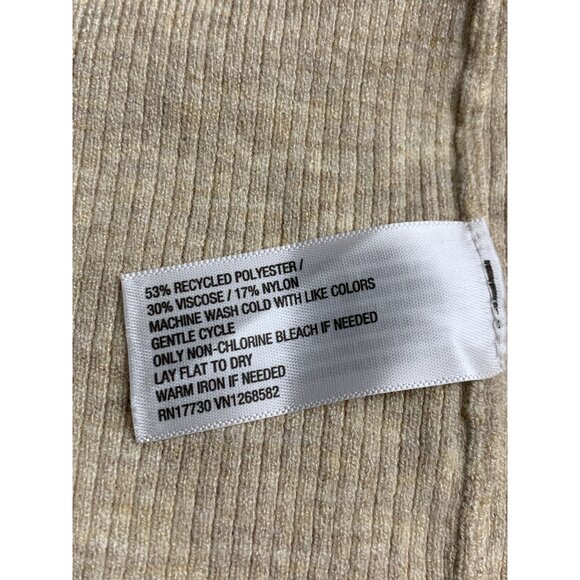 53% RECYCLED POLYESTER /
30% VISCOSE / 17% NYLON
MACHINE WASH COLD WITH LIKE COLORS
GENTLE CYCLE
ONLY NON-CHLORINE BLEACH IF NEEDED
LAY FLAT TO DRY
WARM IRON IF NEEDED
RN17730 VN1268582